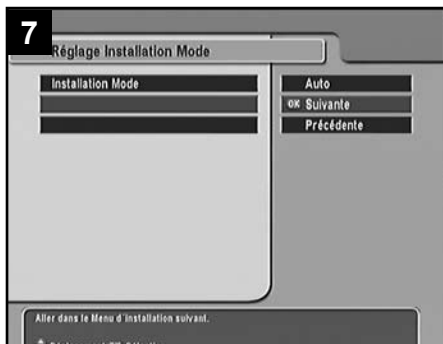 7
Réglage Installation Mode
Installation Mode
Auto
OK Suivante
Précédente
Aller dans le Menu d'installation suivant.